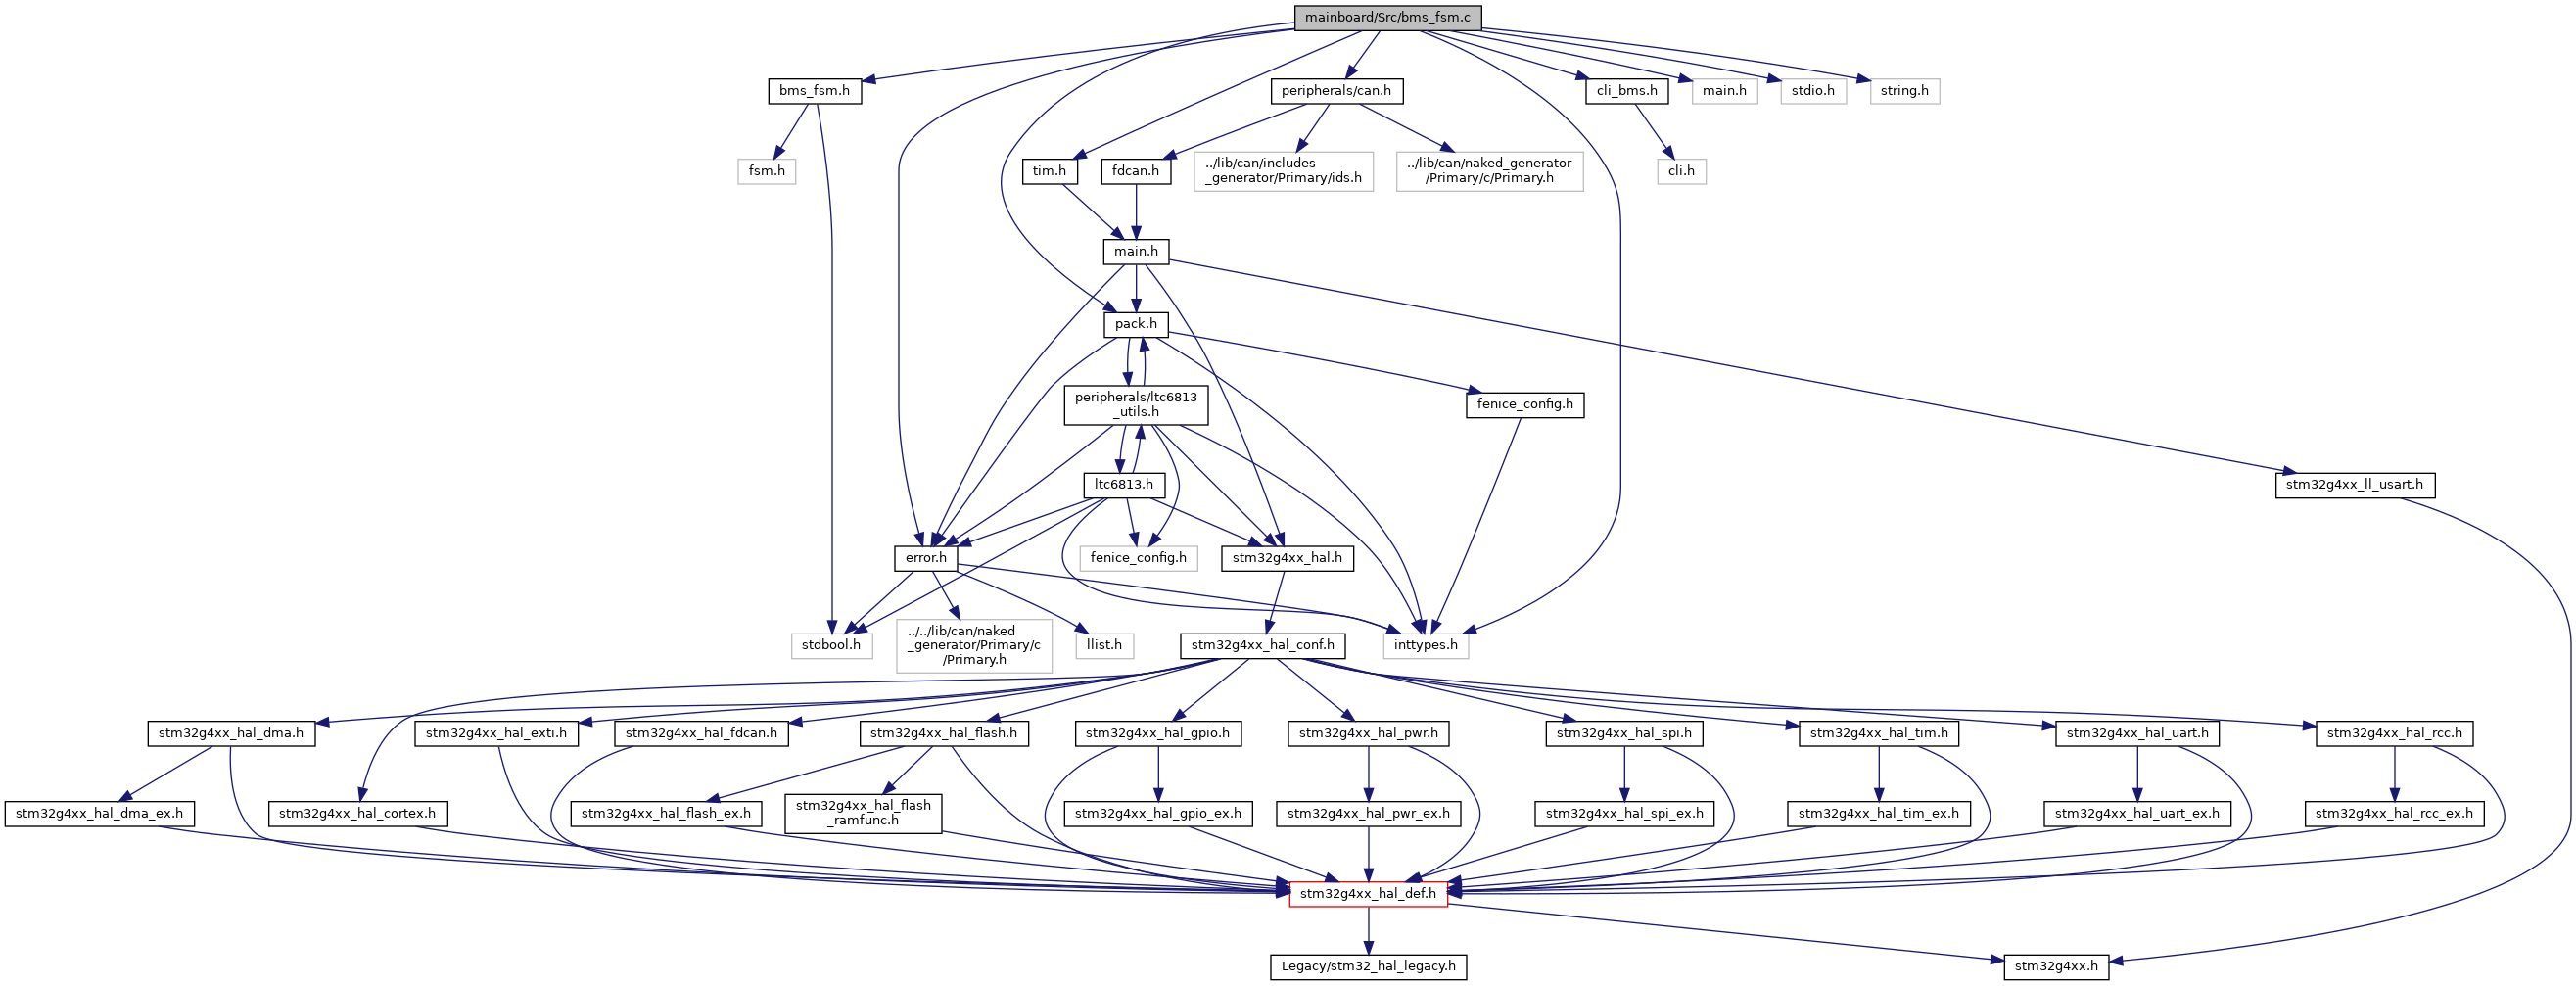 mainboard/Src/bms_fsm.c
bms_fsm.h
peripherals/can.h
cli_bms.h
main.h
stdio.h
string.h
fsm.h
tim.h
fdcan.h
../lib/can/includes
_generator/Primary/ids.h
../lib/can/naked_generator
/Primary/c/Primary.h
cli.h
main.h
pack.h
peripherals/ltc6813
_utils.h
fenice_config.h
ltc6813.h
stm32g4xx_ll_usart.h
error.h
fenice_config.h
stm32g4xx_hal.h
stdbool.h
../../lib/can/naked
_generator/Primary/c
/Primary.h
llist.h
stm32g4xx_hal_conf.h
inttypes.h
stm32g4xx_hal_dma.h
stm32g4xx_hal_exti.h
stm32g4xx_hal_fdcan.h
stm32g4xx_hal_flash.h
stm32g4xx_hal_gpio.h
stm32g4xx_hal_pwr.h
stm32g4xx_hal_spi.h
stm32g4xx_hal_tim.h
stm32g4xx_hal_uart.h
stm32g4xx_hal_rcc.h
stm32g4xx_hal_dma_ex.h
stm32g4xx_hal_cortex.h
stm32g4xx_hal_flash_ex.h
stm32g4xx_hal_flash
_ramfunc.h
stm32g4xx_hal_gpio_ex.h
stm32g4xx_hal_pwr_ex.h
stm32g4xx_hal_spi_ex.h
stm32g4xx_hal_tim_ex.h
stm32g4xx_hal_uart_ex.h
stm32g4xx_hal_rcc_ex.h
stm32g4xx_hal_def.h
Legacy/stm32_hal_legacy.h
stm32g4xx.h